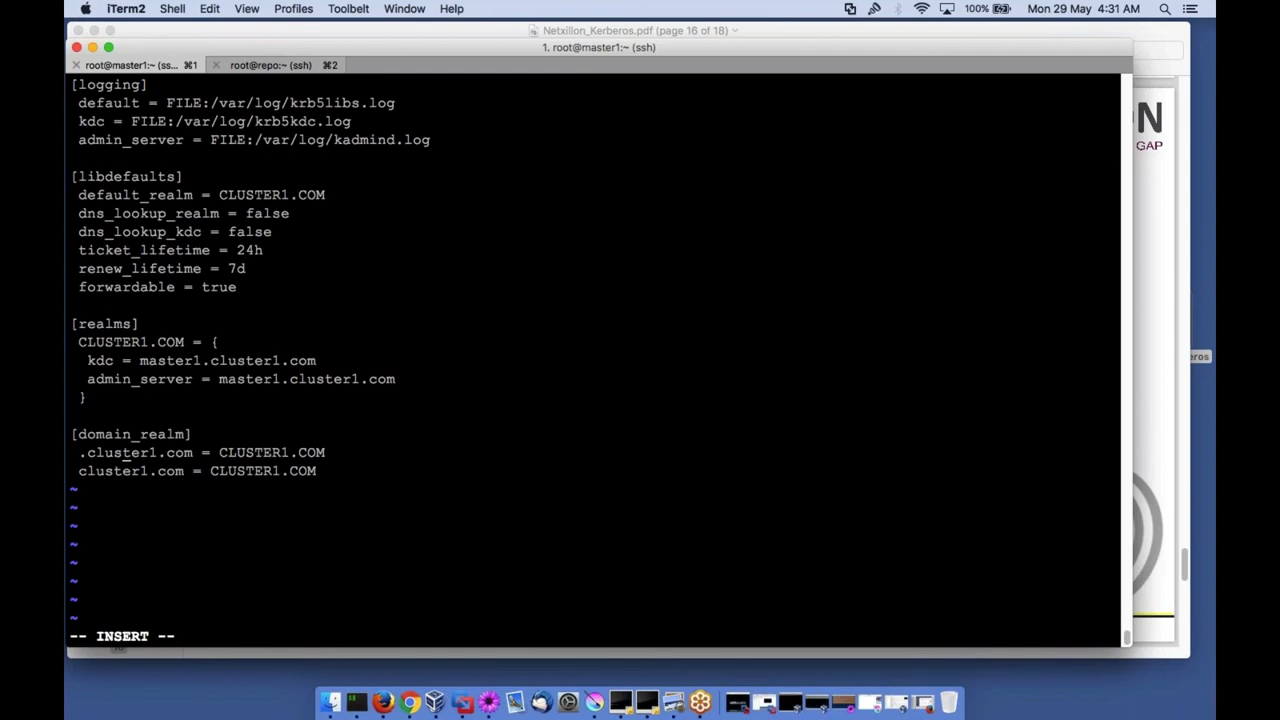 iTerm2 Shell Edit View Profiles Toolbelt Window Help 100% Mon 29 May 4:31 AM
Netxillon_Kerberos.pdf (page 16 of 18)
1. root@master1:~ (ssh)
root@master1:~ (ss... ⌘1 root@repo:~ (ssh) ⌘2
[logging]
default = FILE:/var/log/krb5libs.log
kdc = FILE:/var/log/krb5kdc.log
admin_server = FILE:/var/log/kadmind.log
[libdefaults]
default_realm = CLUSTER1.COM
dns_lookup_realm = false
dns_lookup_kdc = false
ticket_lifetime = 24h
renew_lifetime = 7d
forwardable = true
[realms]
CLUSTER1.COM = {
kdc = master1.cluster1.com
admin_server = master1.cluster1.com
}
[domain_realm]
.cluster1.com = CLUSTER1.COM
cluster1.com = CLUSTER1.COM
~
~
~
~
~
~
~
~
-- INSERT --
N
GAP
eros